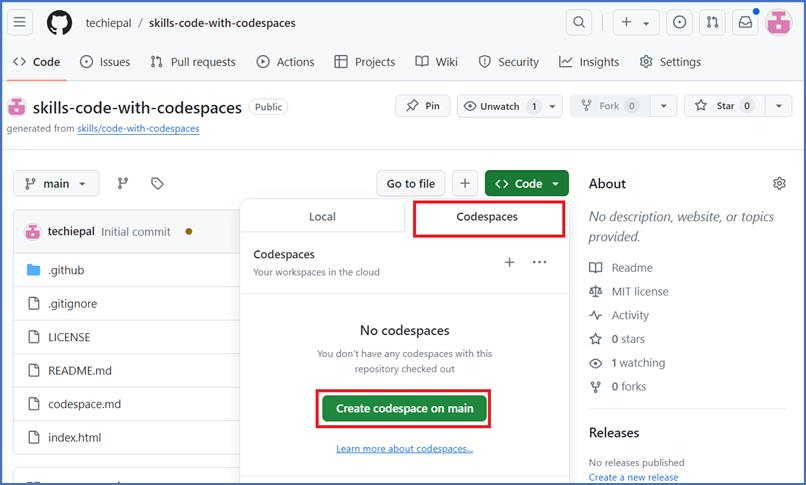 techiepal / skills-code-with-codespaces
Code Issues Pull requests Actions Projects Wiki Security Insights Settings
skills-code-with-codespaces Public
Pin Unwatch 1 Fork 0 Star 0
generated from skills/code-with-codespaces
main
Go to file
Code
techiepal Initial commit
.github
.gitignore
LICENSE
README.md
codespace.md
index.html
Local
Codespaces
Codespaces
Your workspaces in the cloud
No codespaces
You don't have any codespaces with this
repository checked out
Create codespace on main
Learn more about codespaces...
About
No description, website, or topics
provided.
Readme
MIT license
Activity
0 stars
1 watching
0 forks
Releases
No releases published
Create a new release